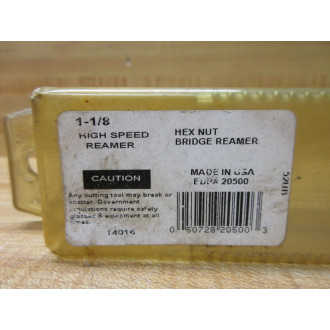 1-1/8
HIGH SPEED
REAMER
HEX NUT
BRIDGE REAMER
CAUTION
Any cutting tool may break or
shatter. Government
regulations require safety
glasses & equipment at all
times.
14016
MADE IN USA
EDP# 20500
0 50728 20500 3